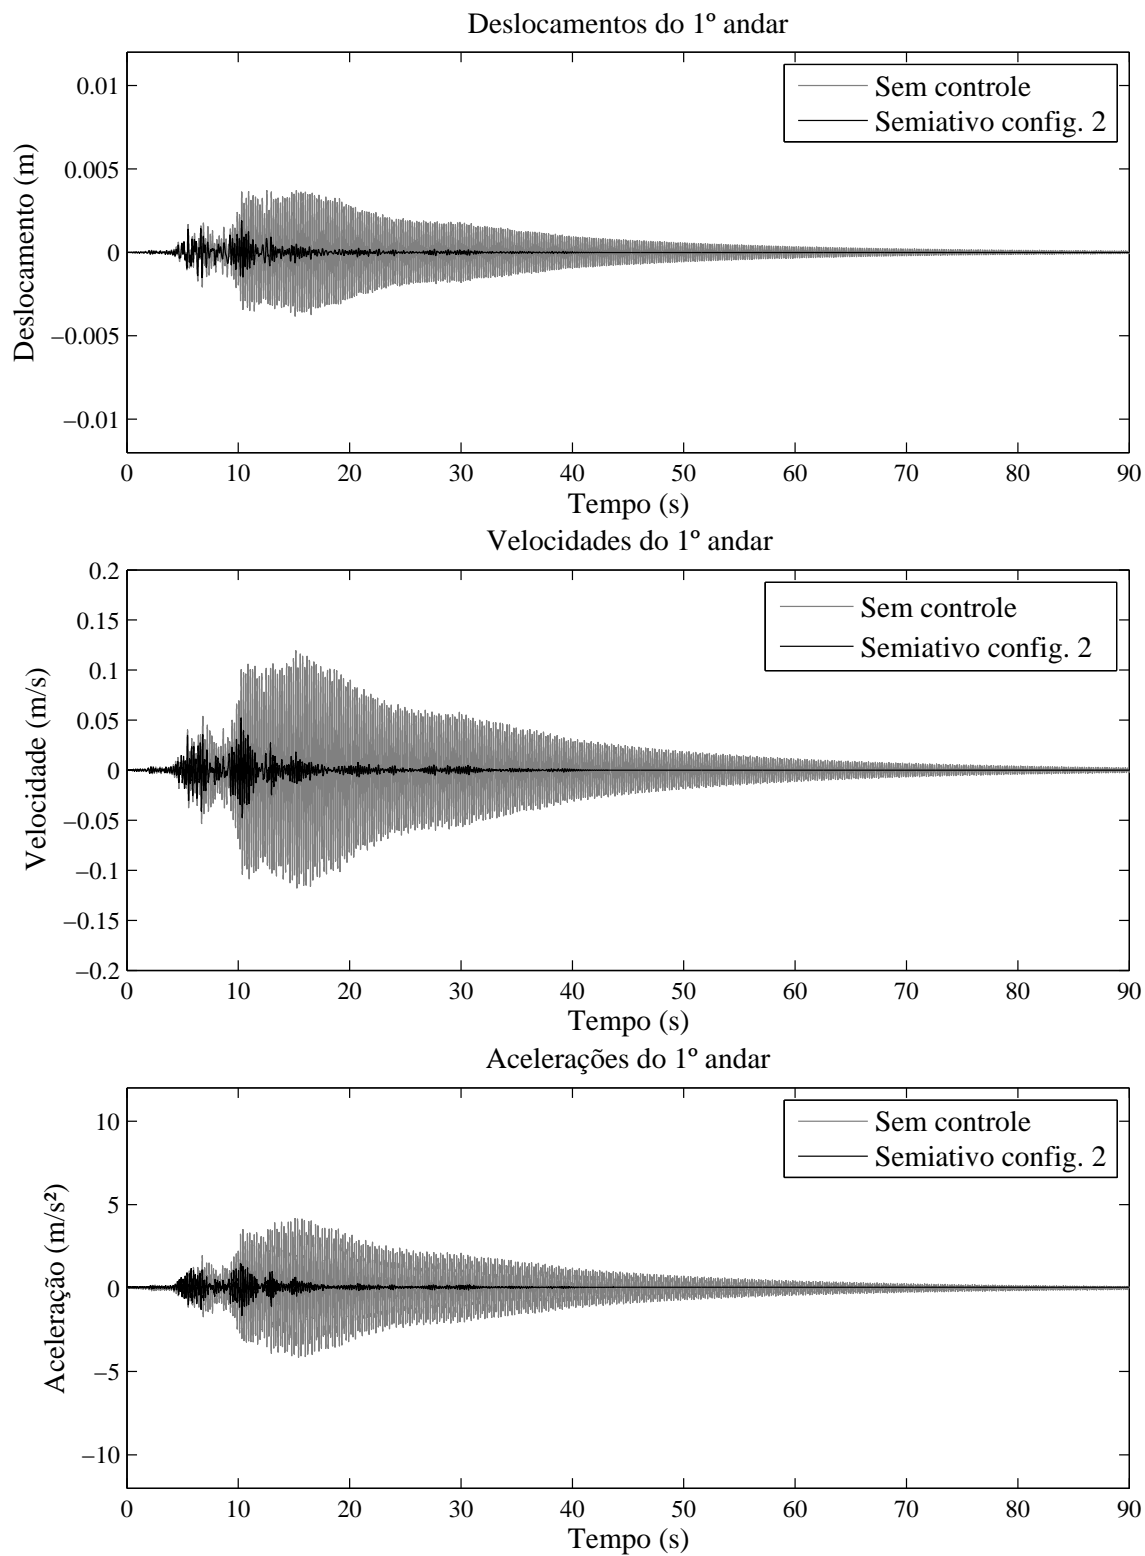 Deslocamentos do 1º andar
Sem controle
Semiativo config. 2
0.01
0.005
0
−0.005
−0.01
Deslocamento (m)
0 10 20 30 40 50 60 70 80 90
Tempo (s)
Velocidades do 1º andar
Sem controle
Semiativo config. 2
0.2
0.15
0.1
0.05
0
−0.05
−0.1
−0.15
−0.2
Velocidade (m/s)
0 10 20 30 40 50 60 70 80 90
Tempo (s)
Acelerações do 1º andar
Sem controle
Semiativo config. 2
10
5
0
−5
−10
Aceleração (m/s²)
0 10 20 30 40 50 60 70 80 90
Tempo (s)